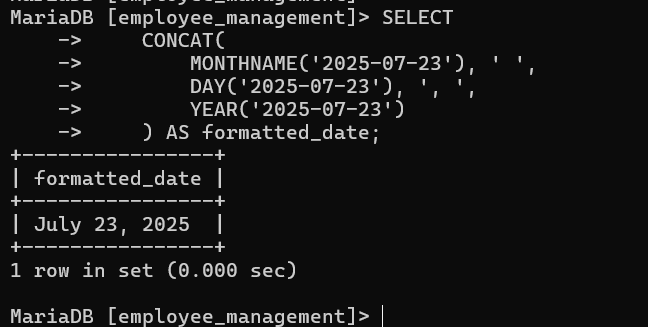 MariaDB [employee_management]> SELECT
    ->     CONCAT(
    ->         MONTHNAME('2025-07-23'), ' ',
    ->         DAY('2025-07-23'), ', ',
    ->         YEAR('2025-07-23')
    ->     ) AS formatted_date;
+----------------+
| formatted_date |
+----------------+
| July 23, 2025  |
+----------------+
1 row in set (0.000 sec)

MariaDB [employee_management]>